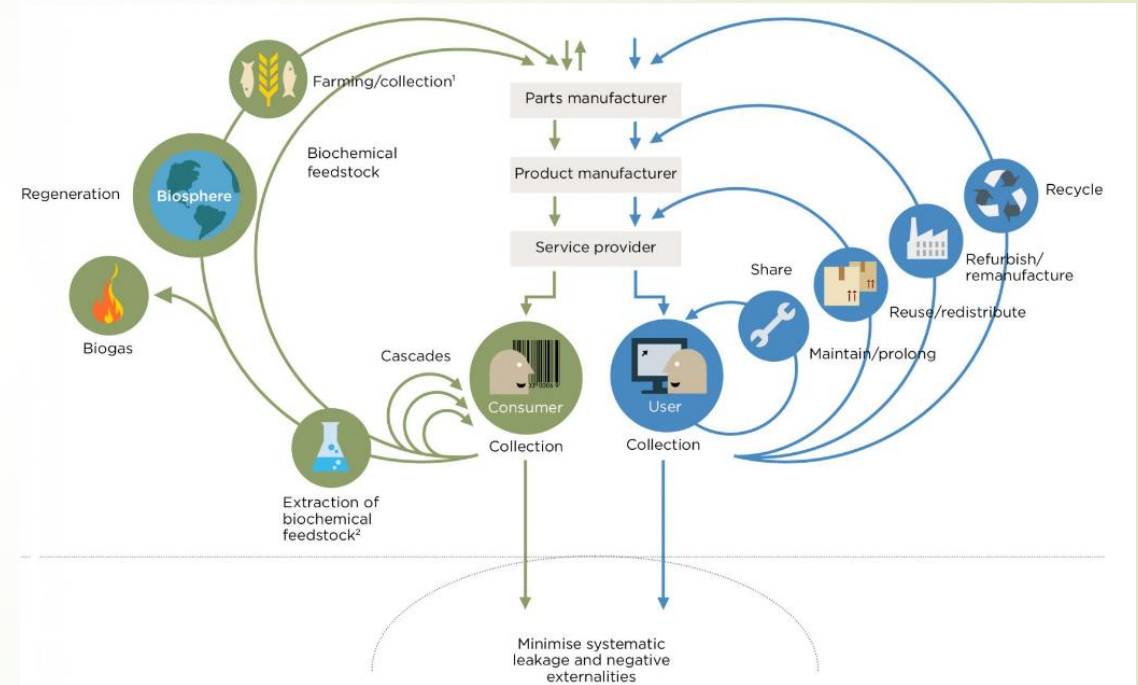 Farming/collection¹
Parts manufacturer
Biochemical
feedstock
Product manufacturer
Regeneration
Biosphere
Recycle
Service provider
Share
Refurbish/
remanufacture
Reuse/redistribute
Biogas
Cascades
Maintain/prolong
Consumer
User
Collection
Collection
Extraction of
biochemical
feedstock²
Minimise systematic
leakage and negative
externalities